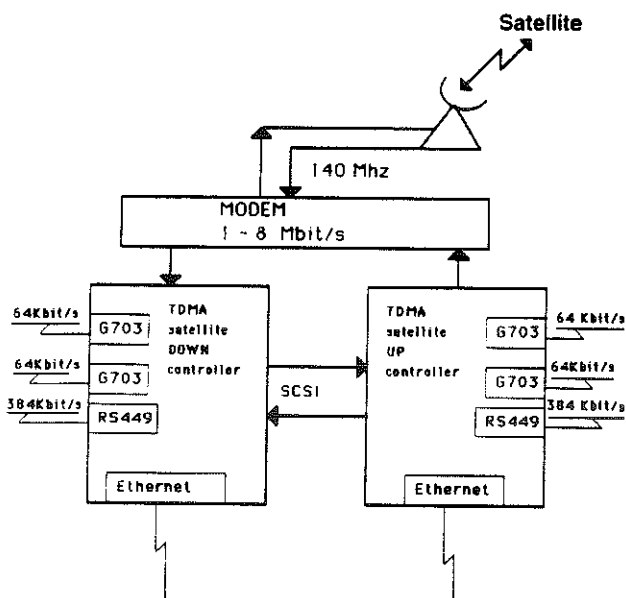 Satellite
140 Mhz
MODEM
1 - 8 Mbit/s
64Kbit/s
G703
64Kbit/s
G703
384Kbit/s
RS449
TDMA
satellite
DOWN
controller
Ethernet
SCSI
TDMA
satellite
UP
controller
64 Kbit/s
G703
64Kbit/s
G703
384 Kbit/s
RS449
Ethernet